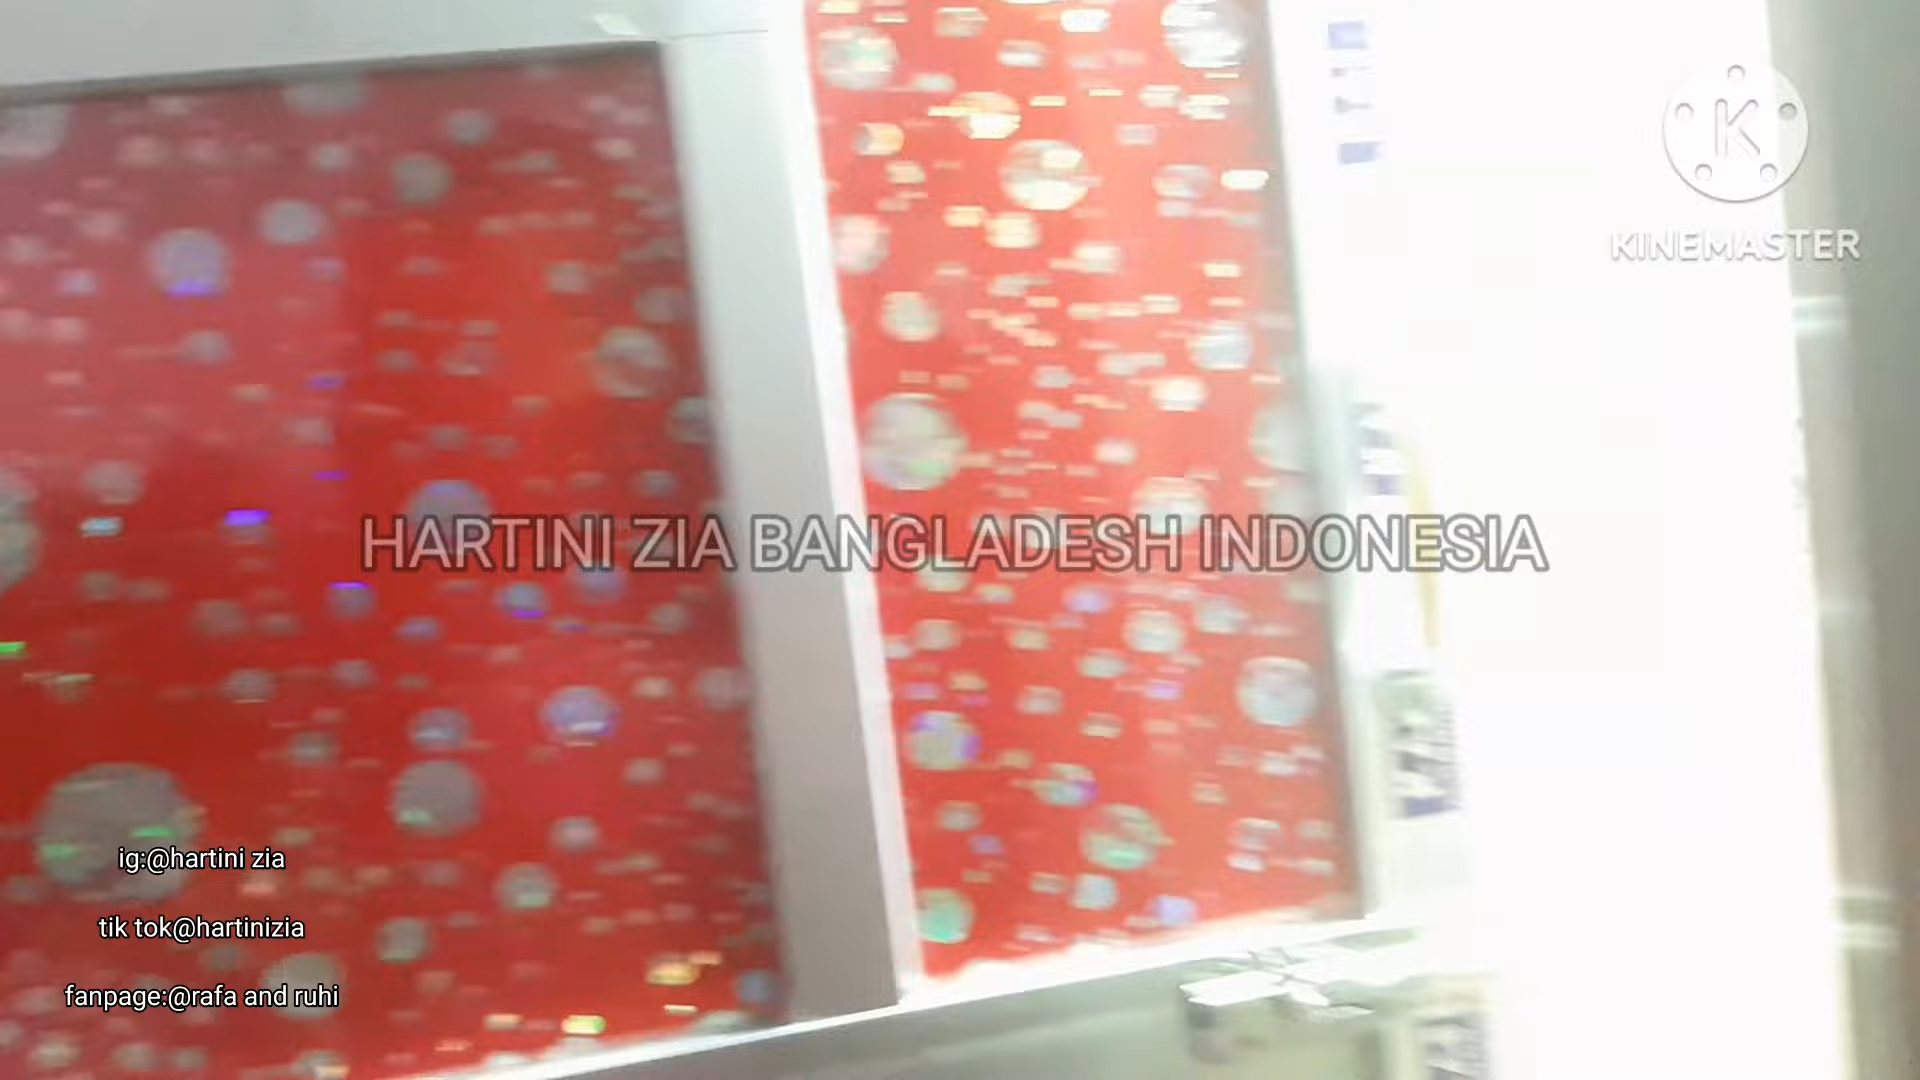 KINEMASTER
HARTINI ZIA BANGLADESH INDONESIA
ig:@hartini zia
tik tok@hartinizia
fanpage:@rafa and ruhi